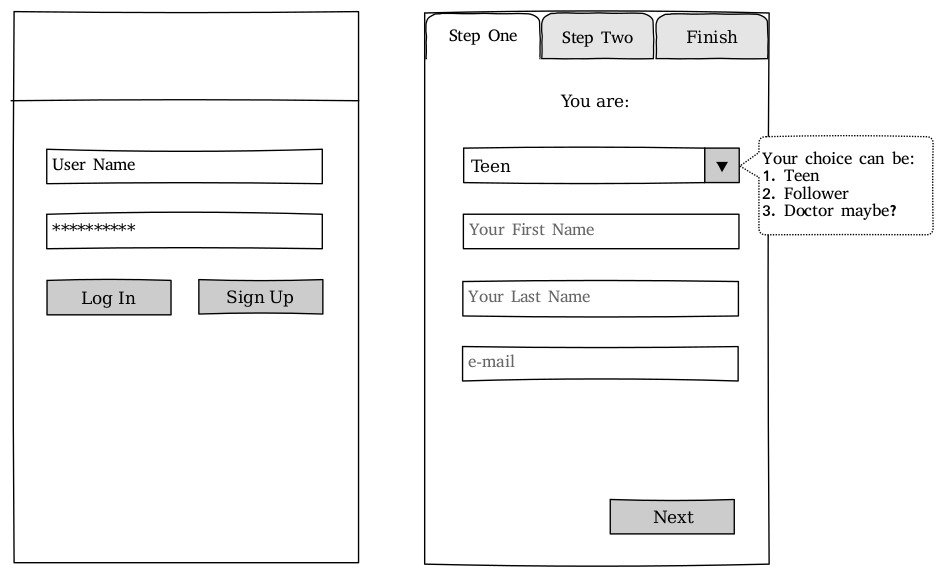 User Name
**********
Log In
Sign Up
Step One
Step Two
Finish
You are:
Teen
▼
Your choice can be:
1. Teen
2. Follower
3. Doctor maybe?
Your First Name
Your Last Name
e-mail
Next